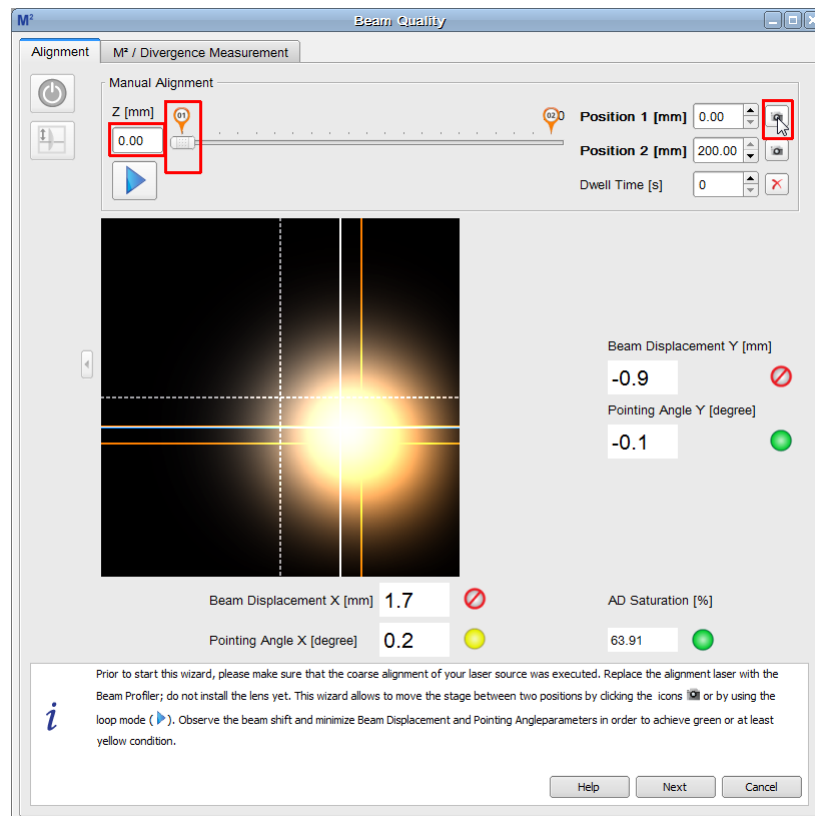 M² Beam Quality
Alignment M² / Divergence Measurement
Manual Alignment
Z [mm] 01 02 0 Position 1 [mm] 0.00
0.00 Position 2 [mm] 200.00
Dwell Time [s] 0
Beam Displacement Y [mm]
-0.9
Pointing Angle Y [degree]
-0.1
Beam Displacement X [mm] 1.7 AD Saturation [%]
Pointing Angle X [degree] 0.2 63.91
Prior to start this wizard, please make sure that the coarse alignment of your laser source was executed. Replace the alignment laser with the
Beam Profiler; do not install the lens yet. This wizard allows to move the stage between two positions by clicking the icons or by using the
loop mode ( ). Observe the beam shift and minimize Beam Displacement and Pointing Angleparameters in order to achieve green or at least
yellow condition.
i
Help Next Cancel